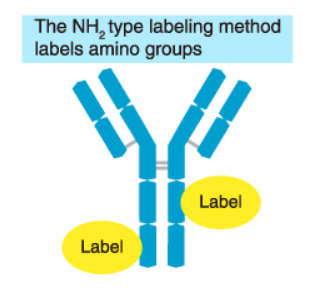 The NH₂ type labeling method
labels amino groups
Label
Label